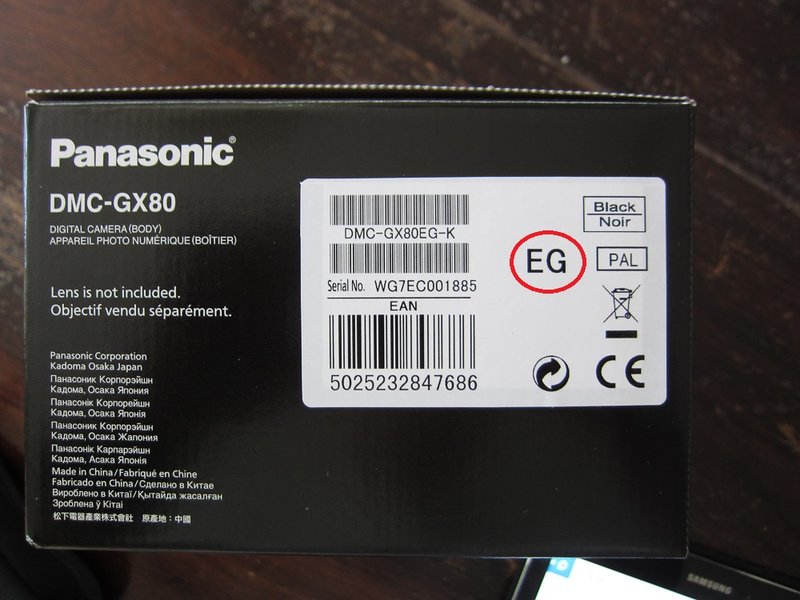 Panasonic®
DMC-GX80
DIGITAL CAMERA (BODY)
APPAREIL PHOTO NUMÉRIQUE (BOÎTIER)
Lens is not included.
Objectif vendu séparément.
Panasonic Corporation
Kadoma Osaka Japan
Панасоник Корпорэйшн
Кадома, Осака Япония
Панасонік Корпорейшн
Кадома, Осака Японія
Панасоник Корпорэйшн
Кадома, Осака Жапония
Панасонік Карпарэйшн
Кадома, Асака Японія
Made in China/Fabriqué en Chine
Fabricado en China/Сделано в Китае
Вироблено в Китаї/Қытайда жасалған
Зроблена ў Кітаі
松下電器產業株式會社 原產地：中國
DMC-GX80EG-K
Serial No. WG7EC001885
EAN
5025232847686
EG
Black
Noir
PAL
CE
SAMSUNG